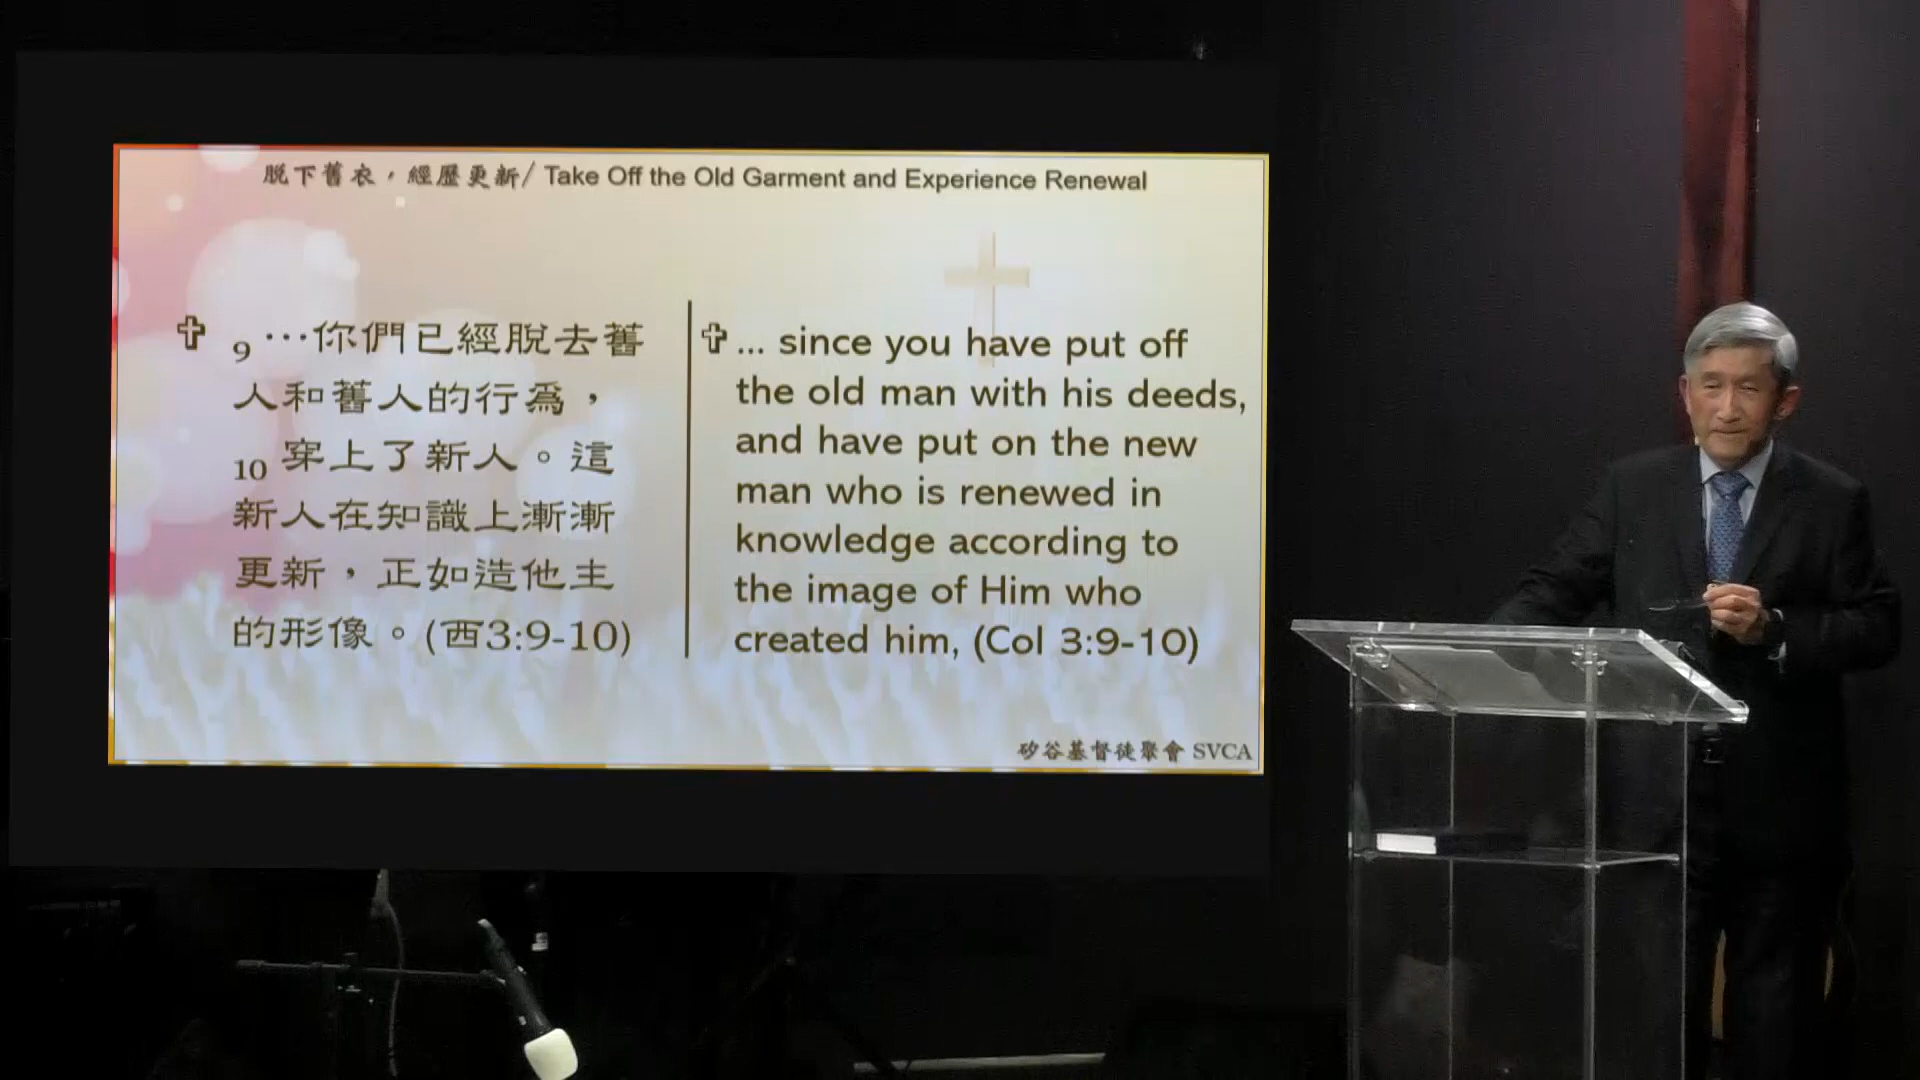 脫下舊衣，經歷更新/ Take Off the Old Garment and Experience Renewal
✞ 9 …你們已經脫去舊
人和舊人的行為，
10 穿上了新人。這
新人在知識上漸漸
更新，正如造他主
的形像。(西3:9-10)
✞ ... since you have put off
the old man with his deeds,
and have put on the new
man who is renewed in
knowledge according to
the image of Him who
created him, (Col 3:9-10)
矽谷基督徒聚會 SVCA